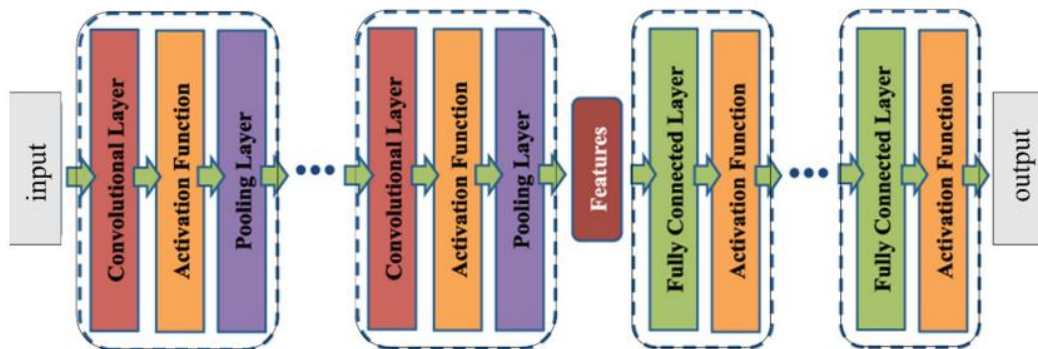 input
Convolutional Layer
Activation Function
Pooling Layer
Convolutional Layer
Activation Function
Pooling Layer
Features
Fully Connected Layer
Activation Function
Fully Connected Layer
Activation Function
output